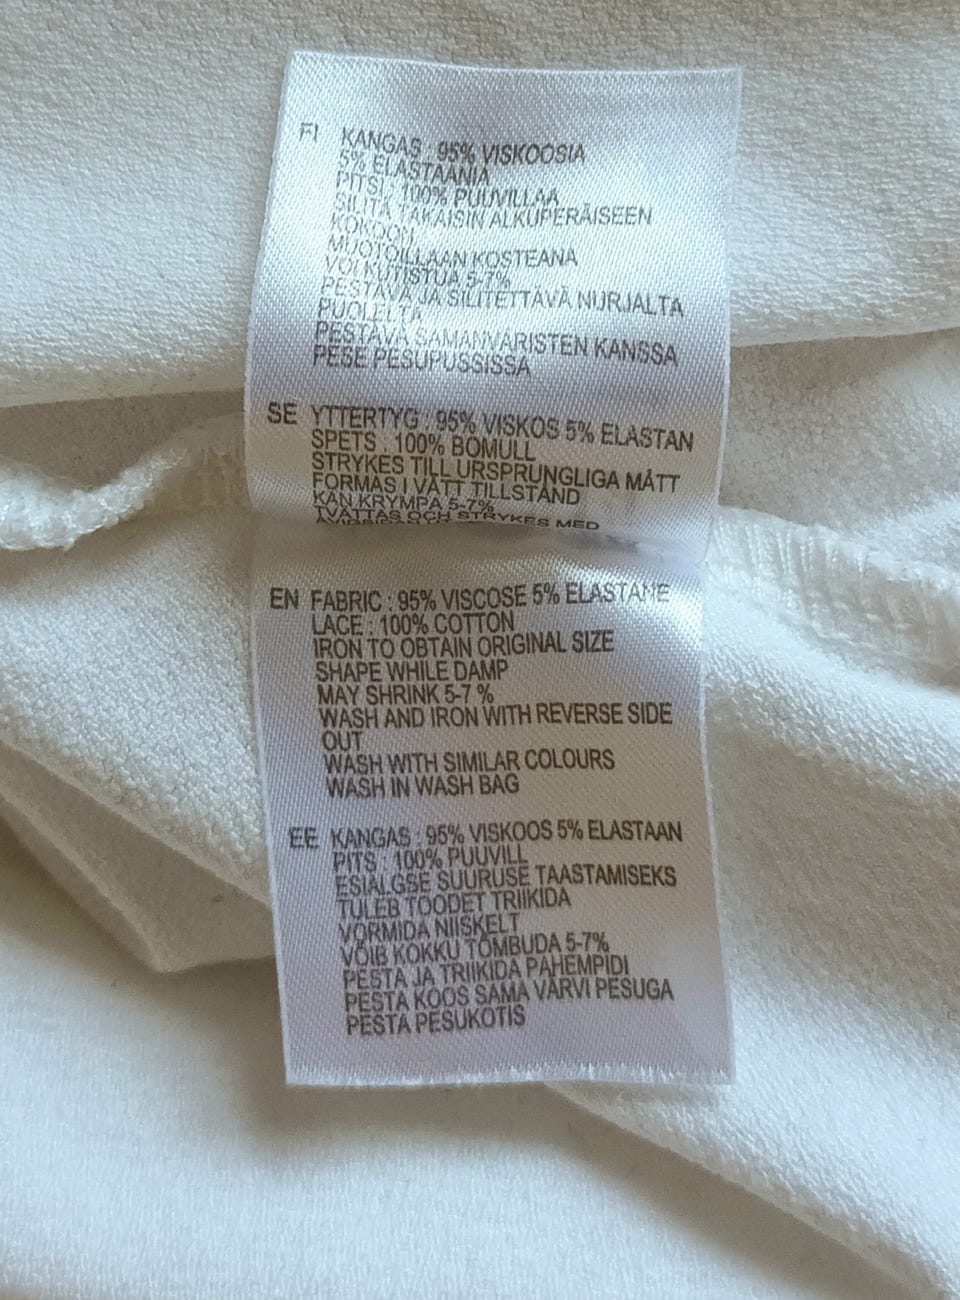 FI KANGAS : 95% VISKOOSIA
5% ELASTAANIA
PITSI : 100% PUUVILLAA
SILITÄ TAKAISIN ALKUPERÄISEEN
KOKOON
MUOTOILLAAN KOSTEANA
VOI KUTISTUA 5-7%
PESTÄVÄ JA SILITETTÄVÄ NURJALTA
PUOLELTA
PESTÄVÄ SAMANVÄRISTEN KANSSA
PESE PESUPUSSISSA
SE YTTERTYG : 95% VISKOS 5% ELASTAN
SPETS : 100% BOMULL
STRYKES TILL URSPRUNGLIGA MÅTT
FORMAS I VÅTT TILLSTÅND
KAN KRYMPA 5-7%
TVÄTTAS OCH STRYKES MED
EN FABRIC : 95% VISCOSE 5% ELASTANE
LACE : 100% COTTON
IRON TO OBTAIN ORIGINAL SIZE
SHAPE WHILE DAMP
MAY SHRINK 5-7 %
WASH AND IRON WITH REVERSE SIDE
OUT
WASH WITH SIMILAR COLOURS
WASH IN WASH BAG
EE KANGAS : 95% VISKOOS 5% ELASTAAN
PITS : 100% PUUVILL
ESIALGSE SUURUSE TAASTAMISEKS
TULEB TOODET TRIIKIDA
VORMIDA NIISKELT
VÕIB KOKKU TÕMBUDA 5-7%
PESTA JA TRIIKIDA PAHEMPIDI
PESTA KOOS SAMA VÄRVI PESUGA
PESTA PESUKOTIS